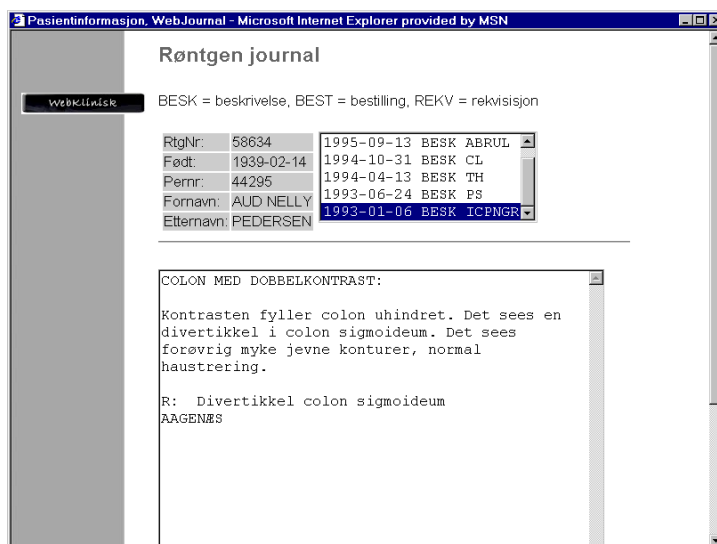 Pasientinformasjon, WebJournal - Microsoft Internet Explorer provided by MSN
Røntgen journal
WebKlinisk
BESK = beskrivelse, BEST = bestilling, REKV = rekvisisjon
RtgNr: 58634
Født: 1939-02-14
Pernr: 44295
Fornavn: AUD NELLY
Etternavn: PEDERSEN
1995-09-13 BESK ABRUL
1994-10-31 BESK CL
1994-04-13 BESK TH
1993-06-24 BESK PS
1993-01-06 BESK ICPNGR
COLON MED DOBBELKONTRAST:
Kontrasten fyller colon uhindret. Det sees en
divertikkel i colon sigmoideum. Det sees
forøvrig myke jevne konturer, normal
haustrering.
R: Divertikkel colon sigmoideum
AAGENÆS